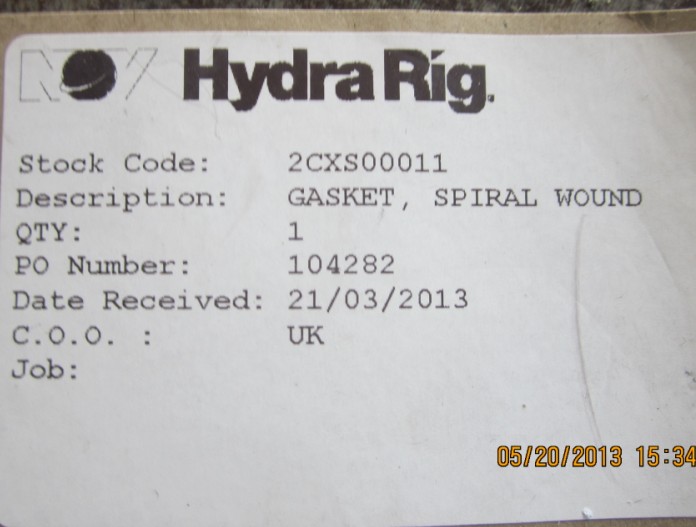 NOV Hydra Rig.
Stock Code: 2CXS00011
Description: GASKET, SPIRAL WOUND
QTY: 1
PO Number: 104282
Date Received: 21/03/2013
C.O.O. : UK
Job:
05/20/2013 15:34